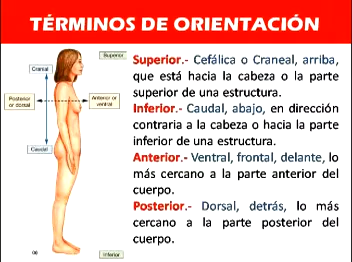 TÉRMINOS DE ORIENTACIÓN
Superior
Cranial
Posterior
or dorsal
Anterior or
ventral
Caudal
Inferior
Superior.- Cefálica o Craneal, arriba,
que está hacia la cabeza o la parte
superior de una estructura.
Inferior.- Caudal, abajo, en dirección
contraria a la cabeza o hacia la parte
inferior de una estructura.
Anterior.- Ventral, frontal, delante, lo
más cercano a la parte anterior del
cuerpo.
Posterior.- Dorsal, detrás, lo más
cercano a la parte posterior del
cuerpo.